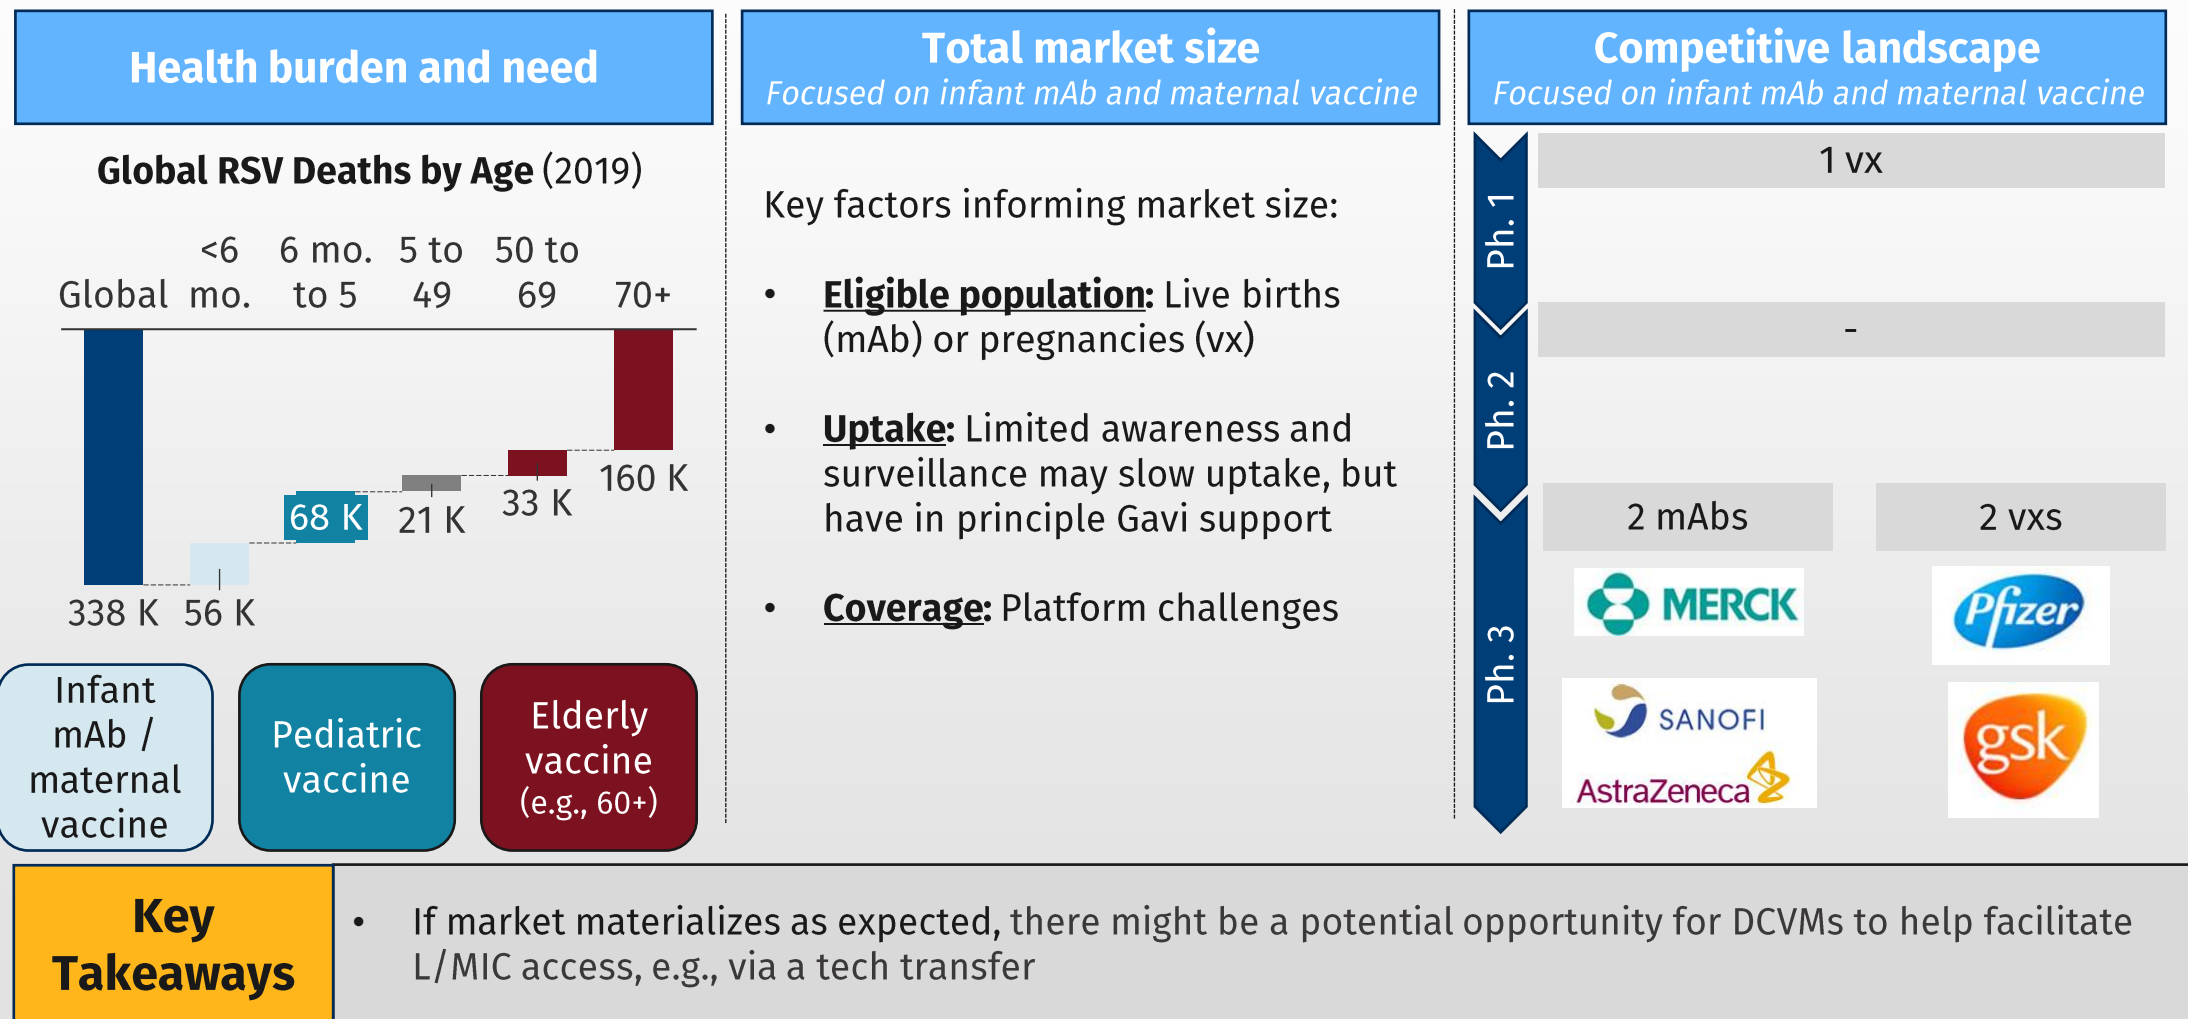 Health burden and need
Global RSV Deaths by Age (2019)
Global
<6
mo.
6 mo.
to 5
5 to
49
50 to
69
70+
338 K
56 K
68 K
21 K
33 K
160 K
Infant
mAb /
maternal
vaccine
Pediatric
vaccine
Elderly
vaccine
(e.g., 60+)
Total market size
Focused on infant mAb and maternal vaccine
Key factors informing market size:
• Eligible population: Live births
(mAb) or pregnancies (vx)
• Uptake: Limited awareness and
surveillance may slow uptake, but
have in principle Gavi support
• Coverage: Platform challenges
Competitive landscape
Focused on infant mAb and maternal vaccine
Ph. 1
1 vx
Ph. 2
-
Ph. 3
2 mAbs
MERCK
SANOFI
AstraZeneca
2 vxs
Pfizer
gsk
Key
Takeaways
• If market materializes as expected, there might be a potential opportunity for DCVMs to help facilitate
L/MIC access, e.g., via a tech transfer